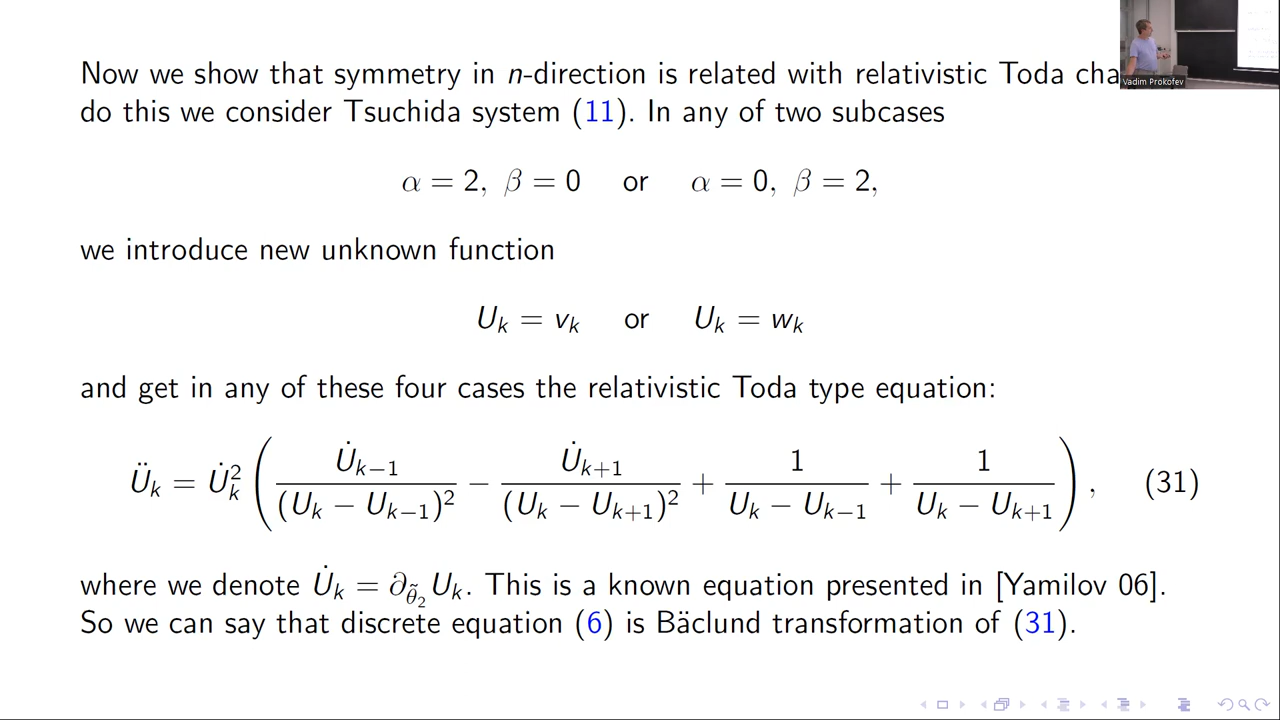 Now we show that symmetry in n-direction is related with relativistic Toda cha
do this we consider Tsuchida system (11). In any of two subcases
α = 2, β = 0 or α = 0, β = 2,
we introduce new unknown function
U_k = v_k or U_k = w_k
and get in any of these four cases the relativistic Toda type equation:
Ü_k = U̇_k^2 ( U̇_{k−1} / (U_k − U_{k−1})^2 − U̇_{k+1} / (U_k − U_{k+1})^2 + 1 / (U_k − U_{k−1}) + 1 / (U_k − U_{k+1}) ), (31)
where we denote U̇_k = ∂_{θ̃_2} U_k. This is a known equation presented in [Yamilov 06].
So we can say that discrete equation (6) is Bäclund transformation of (31).
Vadim Prokofev